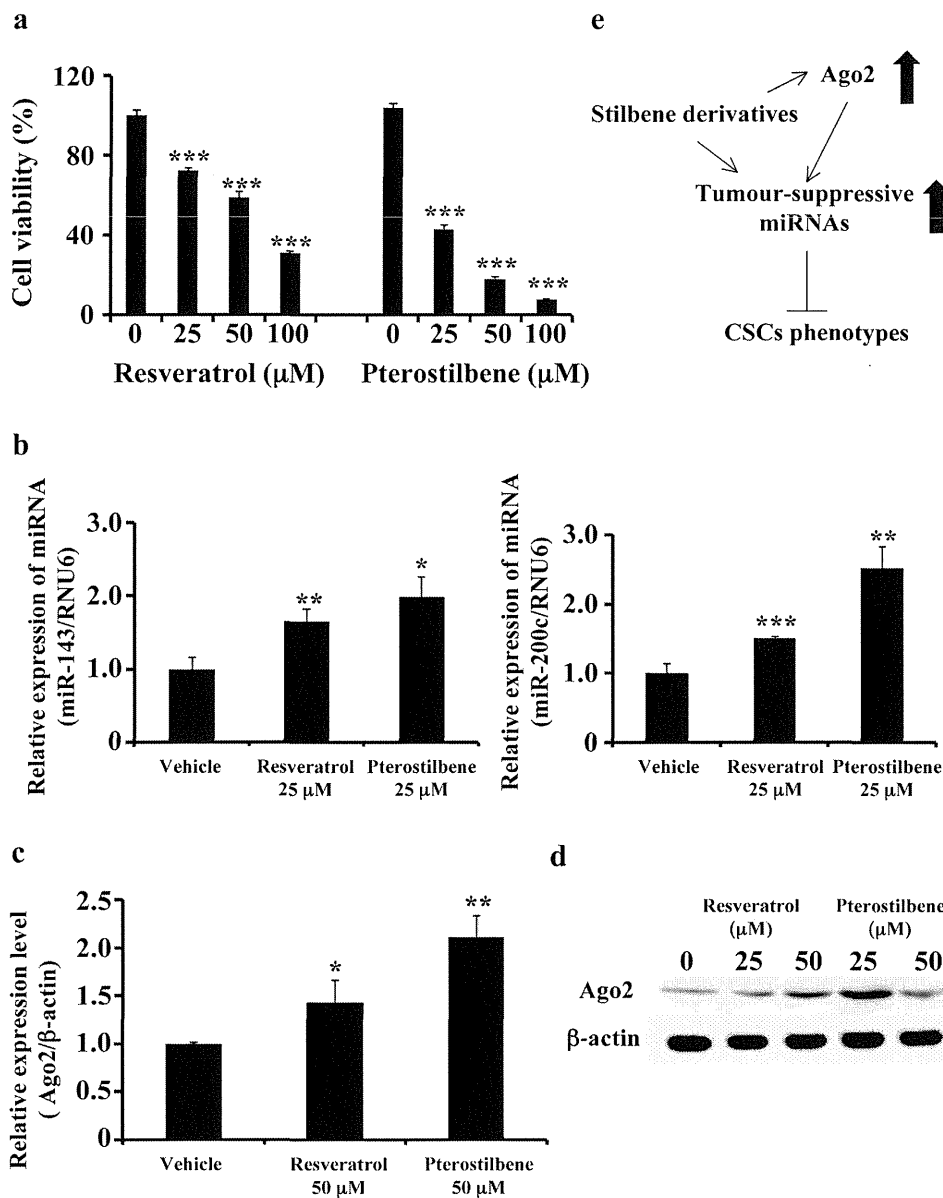 a
Cell viability (%)
120
80
40
0
***
***
***
***
***
***
0 25 50 100 0 25 50 100
Resveratrol (μM) Pterostilbene (μM)
e
Ago2
Stilbene derivatives
Tumour-suppressive
miRNAs
CSCs phenotypes
b
Relative expression of miRNA
(miR-143/RNU6)
3.0
2.0
1.0
0
**
*
Vehicle Resveratrol Pterostilbene
25 μM 25 μM
Relative expression of miRNA
(miR-200c/RNU6)
3.0
2.0
1.0
0
***
**
Vehicle Resveratrol Pterostilbene
25 μM 25 μM
c
Relative expression level
( Ago2/β-actin)
2.5
2.0
1.5
1.0
0.5
0
*
**
Vehicle Resveratrol Pterostilbene
50 μM 50 μM
d
Resveratrol Pterostilbene
(μM) (μM)
0 25 50 25 50
Ago2
β-actin